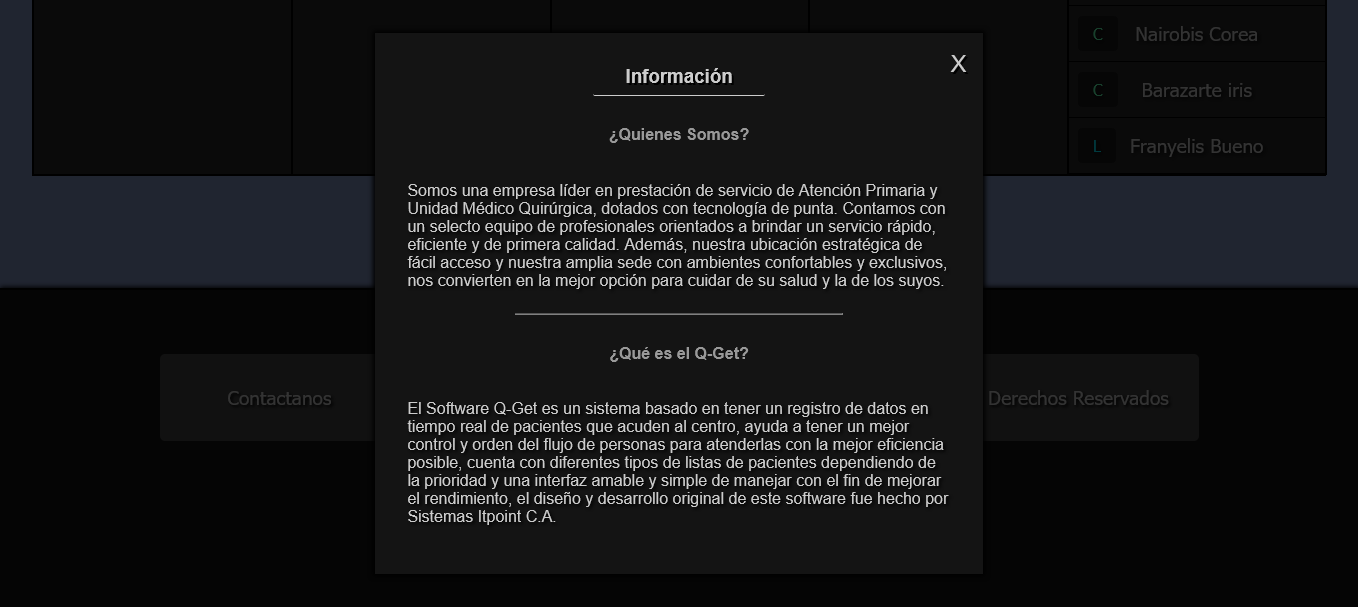 C Nairobis Corea
C Barazarte iris
L Franyelis Bueno
X
Información
¿Quienes Somos?
Somos una empresa líder en prestación de servicio de Atención Primaria y
Unidad Médico Quirúrgica, dotados con tecnología de punta. Contamos con
un selecto equipo de profesionales orientados a brindar un servicio rápido,
eficiente y de primera calidad. Además, nuestra ubicación estratégica de
fácil acceso y nuestra amplia sede con ambientes confortables y exclusivos,
nos convierten en la mejor opción para cuidar de su salud y la de los suyos.
¿Qué es el Q-Get?
El Software Q-Get es un sistema basado en tener un registro de datos en
tiempo real de pacientes que acuden al centro, ayuda a tener un mejor
control y orden del flujo de personas para atenderlas con la mejor eficiencia
posible, cuenta con diferentes tipos de listas de pacientes dependiendo de
la prioridad y una interfaz amable y simple de manejar con el fin de mejorar
el rendimiento, el diseño y desarrollo original de este software fue hecho por
Sistemas Itpoint C.A.
Contactanos
Derechos Reservados